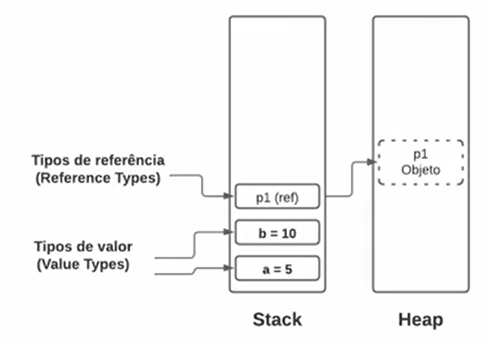 p1
Objeto
Tipos de referência
(Reference Types)
p1 (ref)
b = 10
Tipos de valor
(Value Types)
a = 5
Stack
Heap